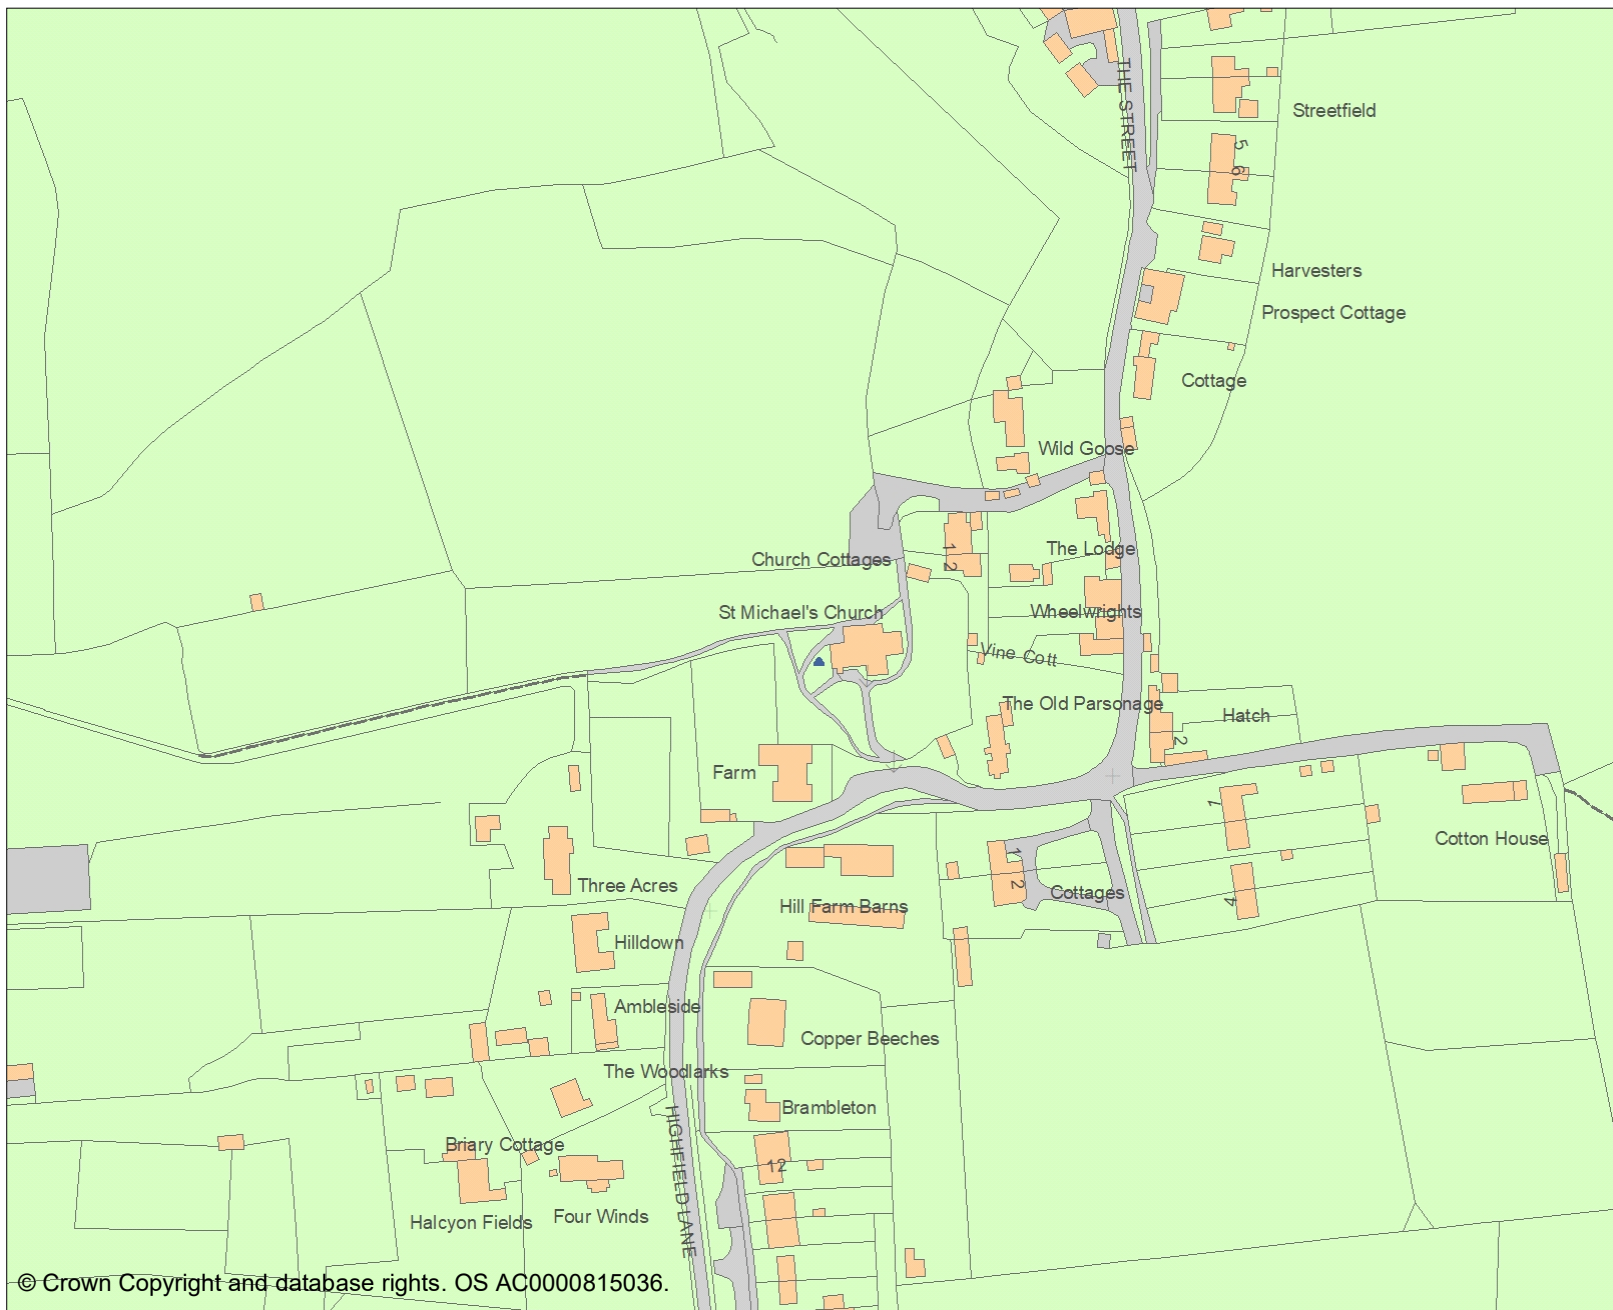 THE STREET
Streetfield
5
6
Harvesters
Prospect Cottage
Cottage
Wild Goose
The Lodge
Church Cottages
1
2
St Michael's Church
Wheelwrights
Vine Cott
The Old Parsonage
Hatch
2
Farm
1
Cotton House
1
2
Three Acres
Cottages
4
Hill Farm Barns
Hilldown
Ambleside
Copper Beeches
The Woodlarks
Brambleton
HIGHFIELD LANE
Briary Cottage
12
Halcyon Fields
Four Winds
© Crown Copyright and database rights. OS AC0000815036.